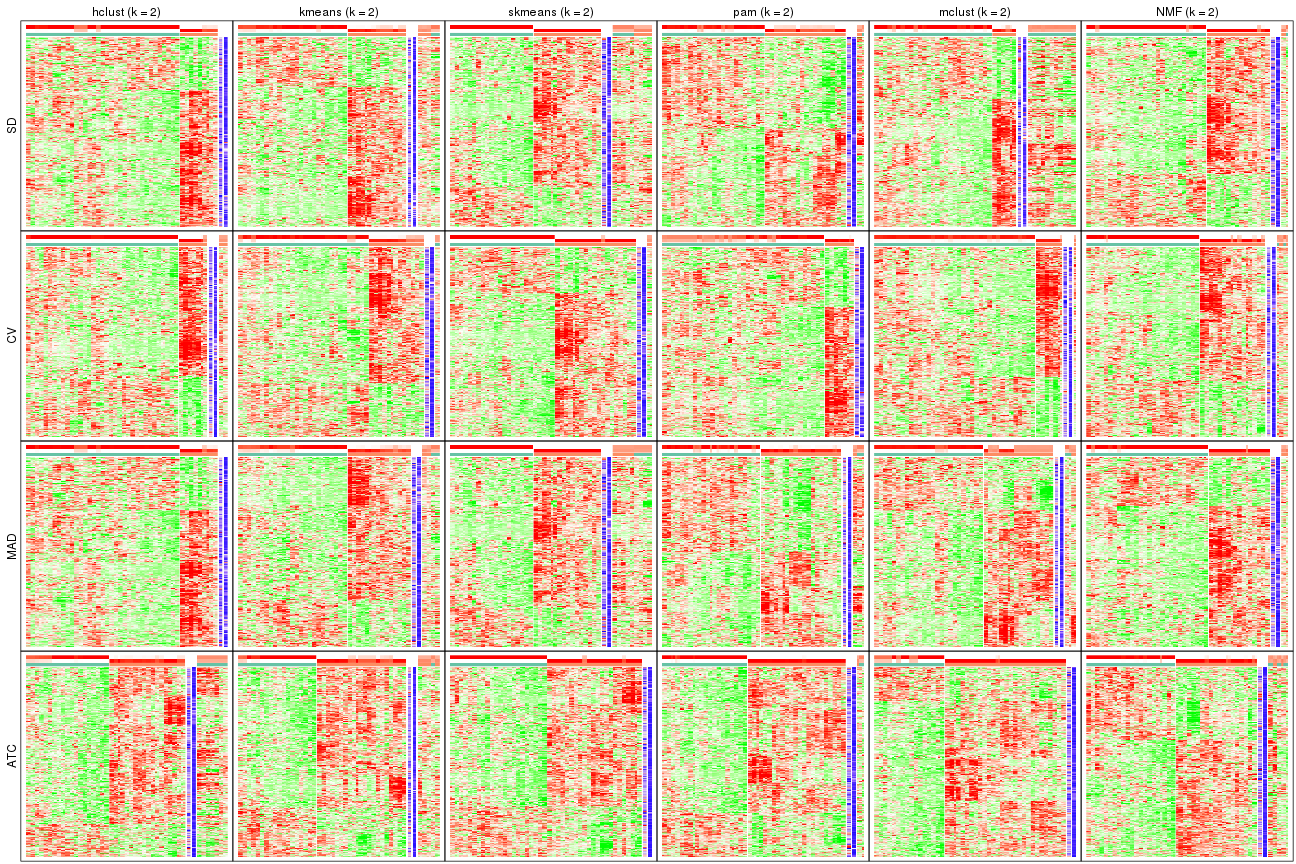 hclust (k = 2) kmeans (k = 2) skmeans (k = 2) pam (k = 2) mclust (k = 2) NMF (k = 2)
SD
CV
MAD
ATC